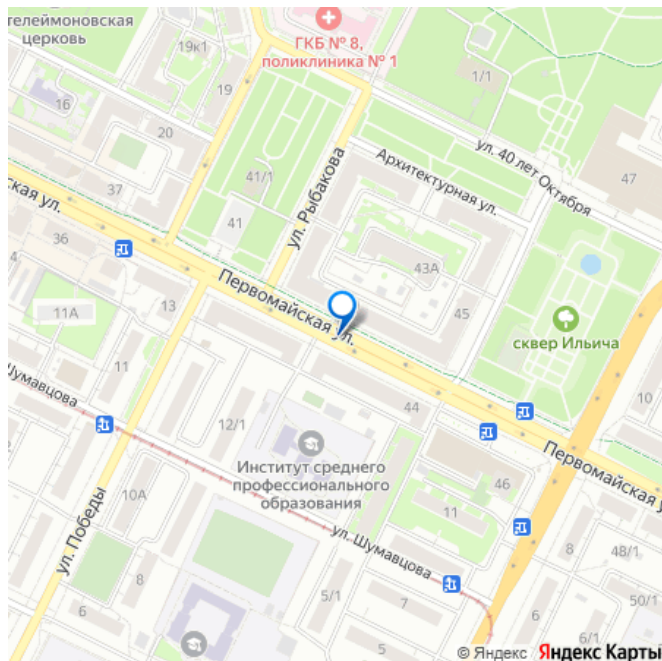 телеймоновская
церковь
19к1
ГКБ № 8,
поликлиника № 1
1/1
16
19
20
ул. 40 лет Октября
47
41/1
Архитектурная ул.
37
ул. Рыбакова
ская ул.
41
36
4
43А
Первомайская ул.
13
11А
45
сквер Ильича
11
Шумавцова
12/1
44
10
Институт среднего
профессионального
образования
Первомайская у
46
10А
11
ул. Победы
ул. Шумавцова
8
48/1
8
6
5/1
7
50/1
5
6/1
© Яндекс Яндекс Карты